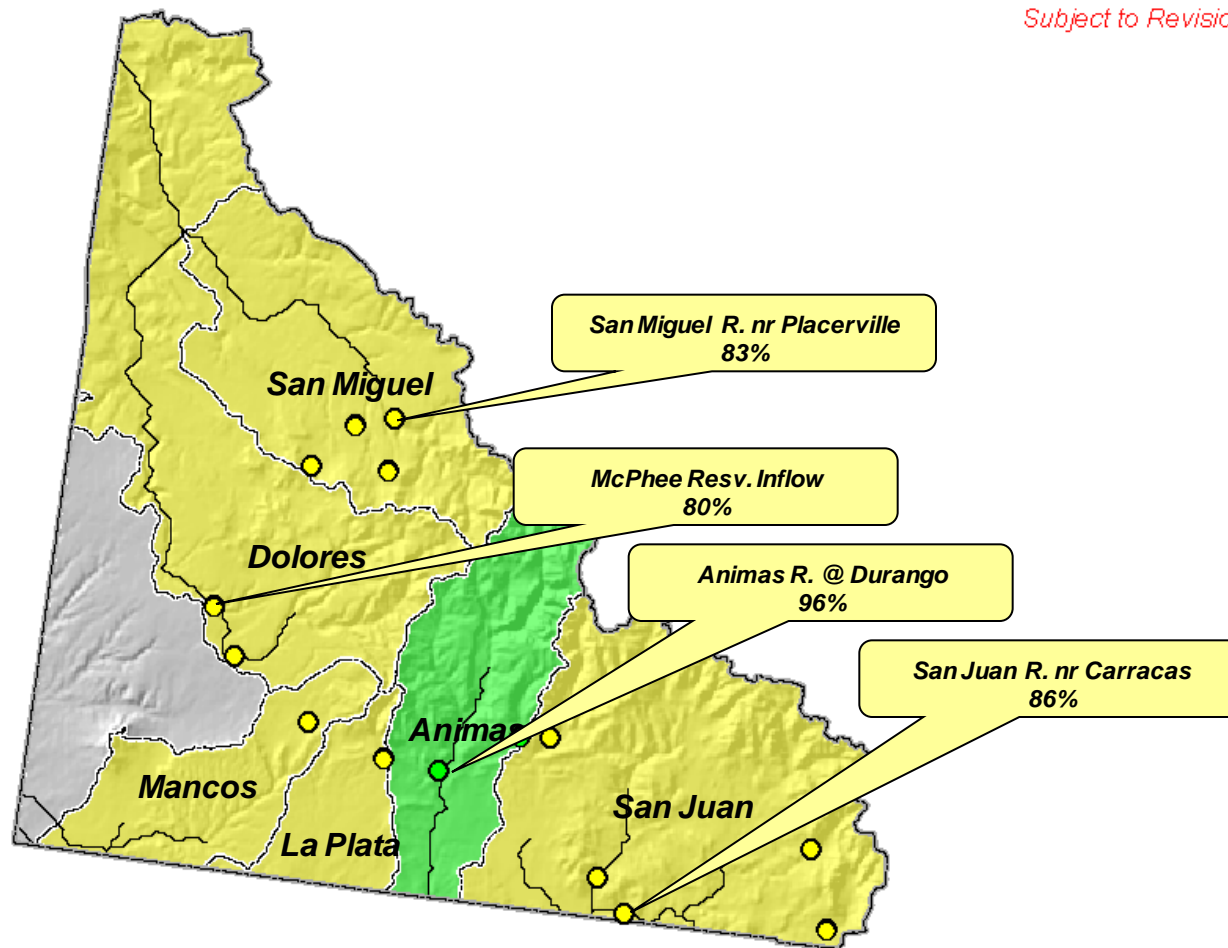 Subject to
San Miguel R. nr Placerville
83%
San Miguel
McPhee Resv. Inflow
80%
Dolores
Animas R. @ Durango
96%
San Juan R. nr Carracas
86%
Animas
Mancos
San Juan
La Plata